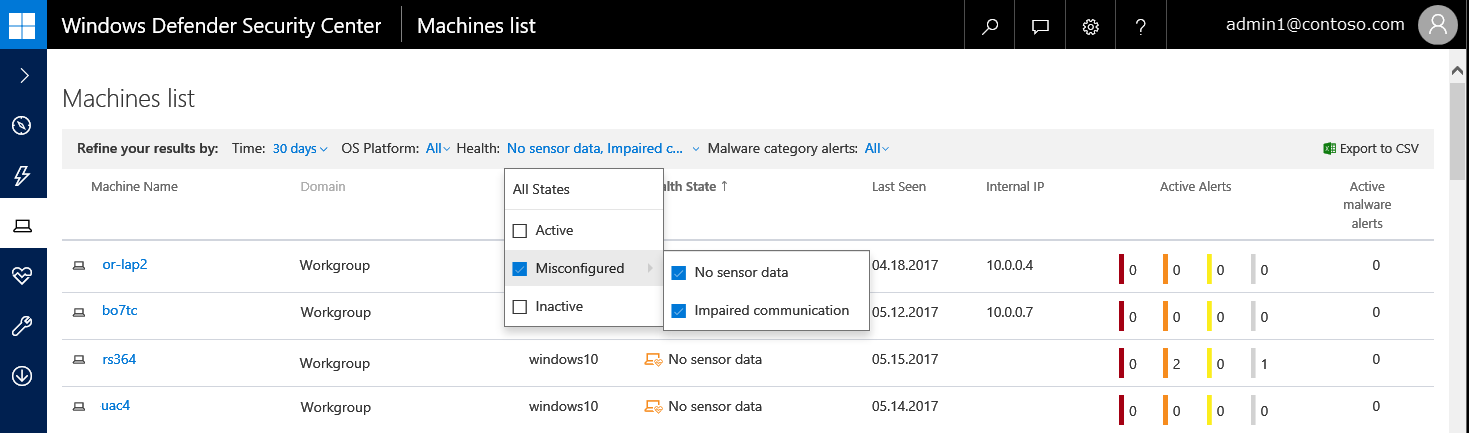 Windows Defender Security Center Machines list admin1@contoso.com
Machines list
Refine your results by: Time: 30 days OS Platform: All Health: No sensor data, Impaired c... Malware category alerts: All Export to CSV
Machine Name Domain alth State ↑ Last Seen Internal IP Active Alerts Active malware alerts
All States
Active
Misconfigured
Inactive
No sensor data
Impaired communication
or-lap2 Workgroup 04.18.2017 10.0.0.4 0 0 0 0 0
bo7tc Workgroup 05.12.2017 10.0.0.7 0 0 0 0 0
rs364 Workgroup windows10 No sensor data 05.15.2017 0 2 0 1 0
uac4 Workgroup windows10 No sensor data 05.14.2017 0 0 0 0 0